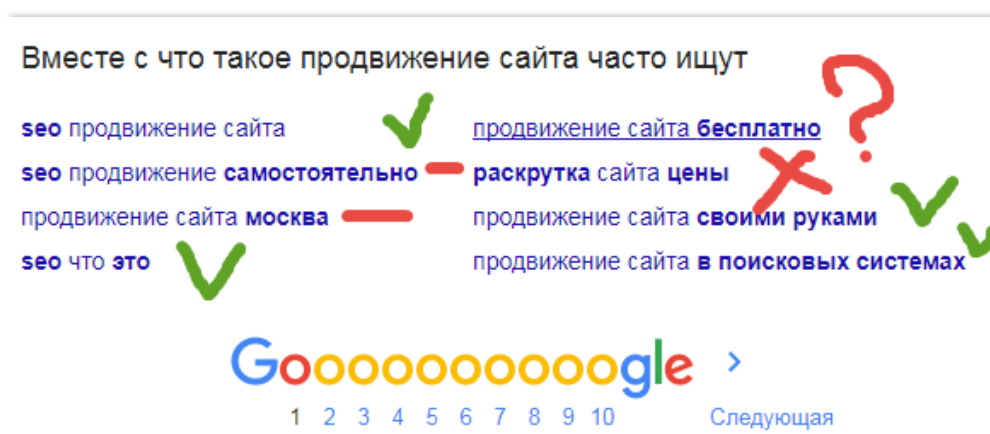 Вместе с что такое продвижение сайта часто ищут
seo продвижение сайта
продвижение сайта бесплатно
?
seo продвижение самостоятельно
раскрутка сайта цены
продвижение сайта москва
продвижение сайта своими руками
seo что это
продвижение сайта в поисковых системах
Goooooooooogle >
1 2 3 4 5 6 7 8 9 10 Следующая